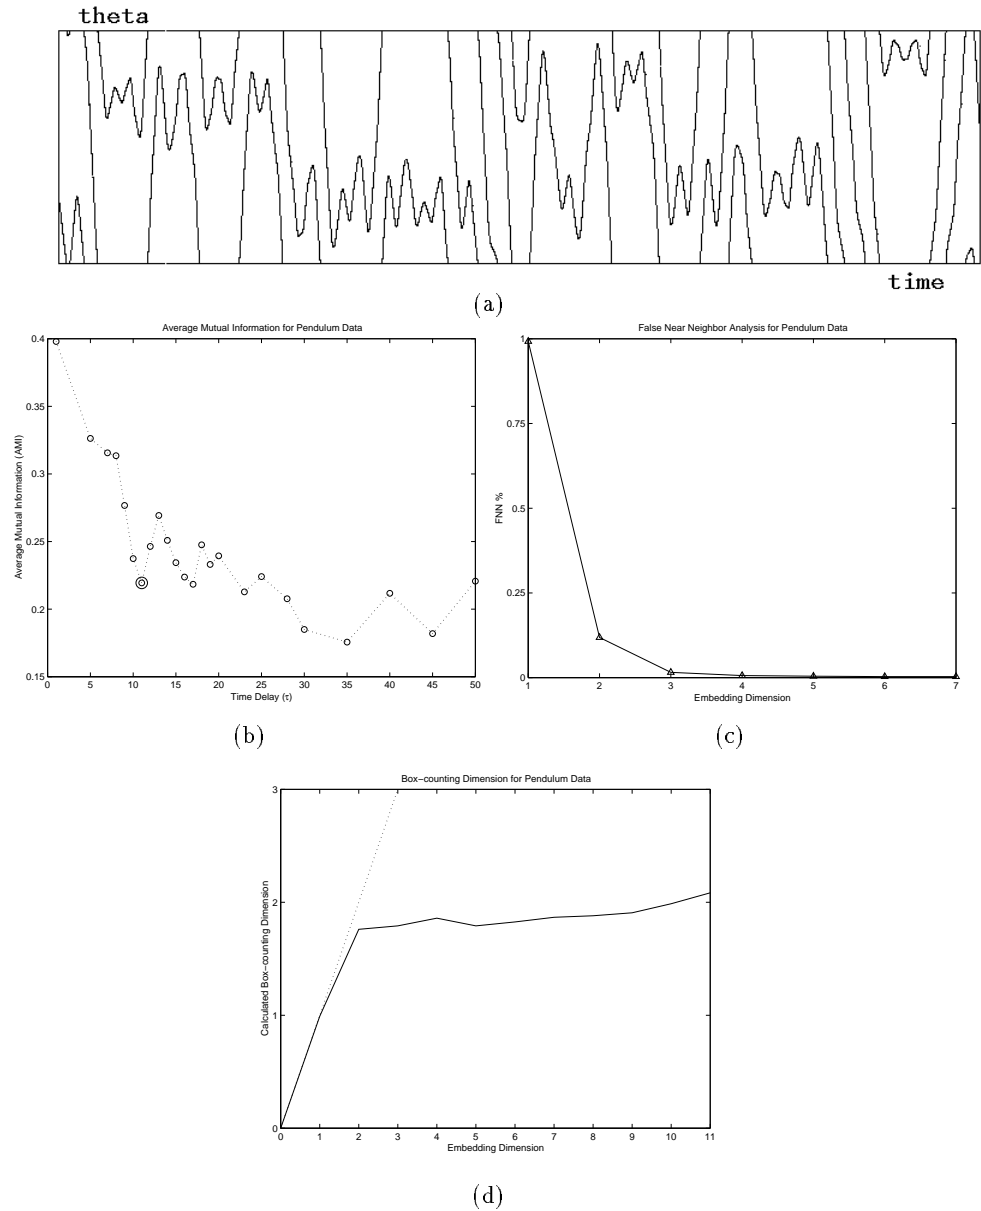 theta
time
(a)
Average Mutual Information for Pendulum Data
Average Mutual Information (AMI)
0.4
0.35
0.3
0.25
0.2
0.15
0 5 10 15 20 25 30 35 40 45 50
Time Delay (τ)
(b)
False Near Neighbor Analysis for Pendulum Data
FNN %
1
0.75
0.5
0.25
0
1 2 3 4 5 6 7
Embedding Dimension
(c)
Box−counting Dimension for Pendulum Data
Calculated Box−counting Dimension
3
2
1
0
0 1 2 3 4 5 6 7 8 9 10 11
Embedding Dimension
(d)